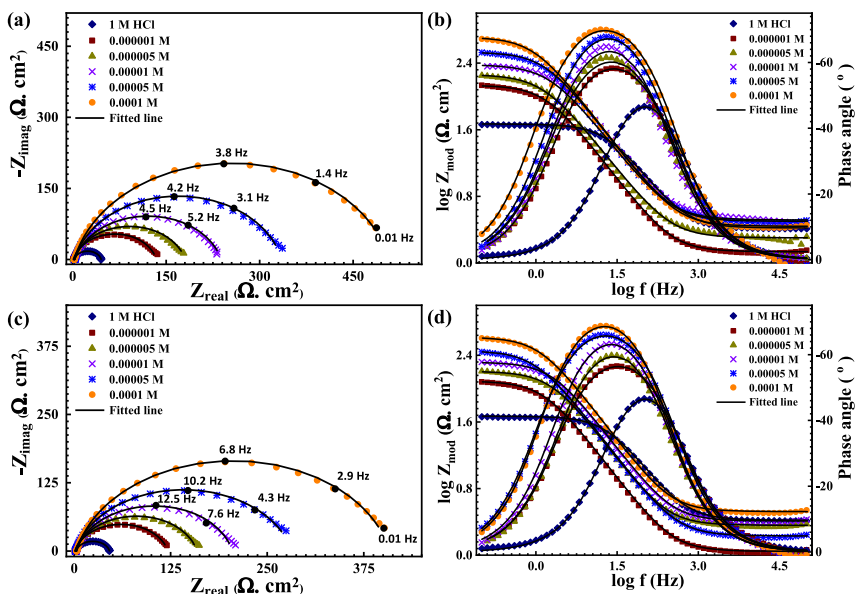 (a)
1 M HCl
0.000001 M
0.000005 M
0.00001 M
0.00005 M
0.0001 M
Fitted line
3.8 Hz
1.4 Hz
4.2 Hz
3.1 Hz
4.5 Hz
5.2 Hz
0.01 Hz
-Z_imag (Ω. cm²)
450
300
150
0
0 150 300 450
Z_real (Ω. cm²)
(b)
1 M HCl
0.000001 M
0.000005 M
0.00001 M
0.00005 M
0.0001 M
Fitted line
log Z_mod (Ω. cm²)
2.4
1.6
0.8
0.0
0.0 1.5 3.0 4.5
log f (Hz)
-60
-40
-20
0
Phase angle ( °)
(c)
1 M HCl
0.000001 M
0.000005 M
0.00001 M
0.00005 M
0.0001 M
Fitted line
6.8 Hz
2.9 Hz
10.2 Hz
4.3 Hz
12.5 Hz
7.6 Hz
0.01 Hz
-Z_imag (Ω. cm²)
375
250
125
0
0 125 250 375
Z_real (Ω. cm²)
(d)
1 M HCl
0.000001 M
0.000005 M
0.00001 M
0.00005 M
0.0001 M
Fitted line
log Z_mod (Ω. cm²)
2.4
1.6
0.8
0.0
0.0 1.5 3.0 4.5
log f (Hz)
-60
-40
-20
0
Phase angle ( °)